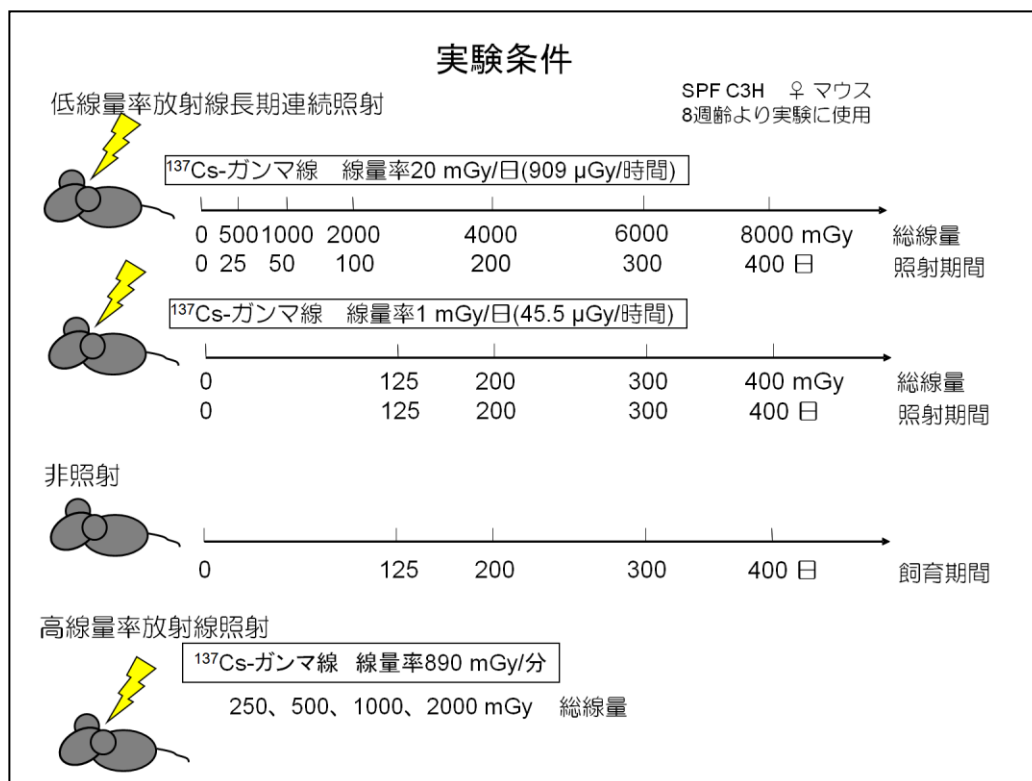 実験条件
低線量率放射線長期連続照射
SPF C3H ♀ マウス
8週齢より実験に使用
¹³⁷Cs-ガンマ線 線量率20 mGy/日(909 μGy/時間)
0 500 1000 2000 4000 6000 8000 mGy 総線量
0 25 50 100 200 300 400 日 照射期間
¹³⁷Cs-ガンマ線 線量率1 mGy/日(45.5 μGy/時間)
0 125 200 300 400 mGy 総線量
0 125 200 300 400 日 照射期間
非照射
0 125 200 300 400 日 飼育期間
高線量率放射線照射
¹³⁷Cs-ガンマ線 線量率890 mGy/分
250、500、1000、2000 mGy 総線量